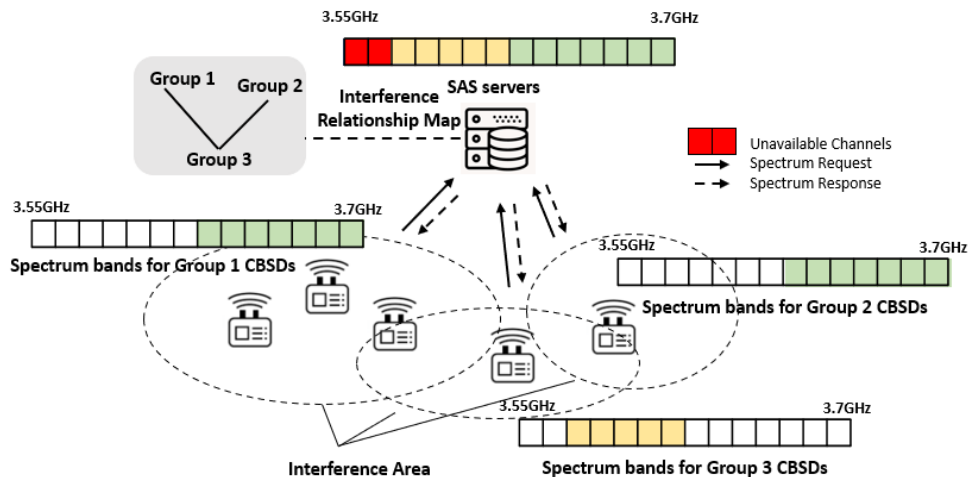 3.55GHz
3.7GHz
SAS servers
Group 1
Group 2
Group 3
Interference
Relationship Map
Unavailable Channels
Spectrum Request
Spectrum Response
3.55GHz
3.7GHz
Spectrum bands for Group 1 CBSDs
3.55GHz
3.7GHz
Spectrum bands for Group 2 CBSDs
3.55GHz
3.7GHz
Interference Area
Spectrum bands for Group 3 CBSDs